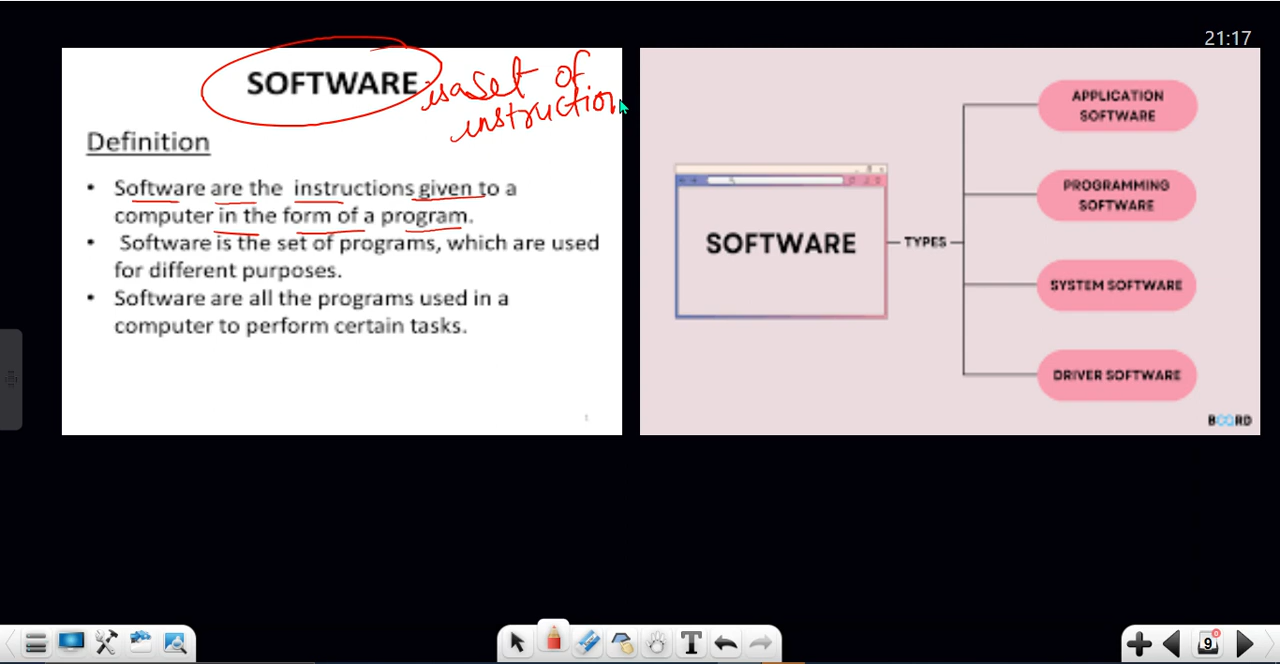 21:17
SOFTWARE
is a set of
instruction
Definition
• Software are the instructions given to a
computer in the form of a program.
• Software is the set of programs, which are used
for different purposes.
• Software are all the programs used in a
computer to perform certain tasks.
1
SOFTWARE
TYPES
APPLICATION
SOFTWARE
PROGRAMMING
SOFTWARE
SYSTEM SOFTWARE
DRIVER SOFTWARE
BCQRD
T
9